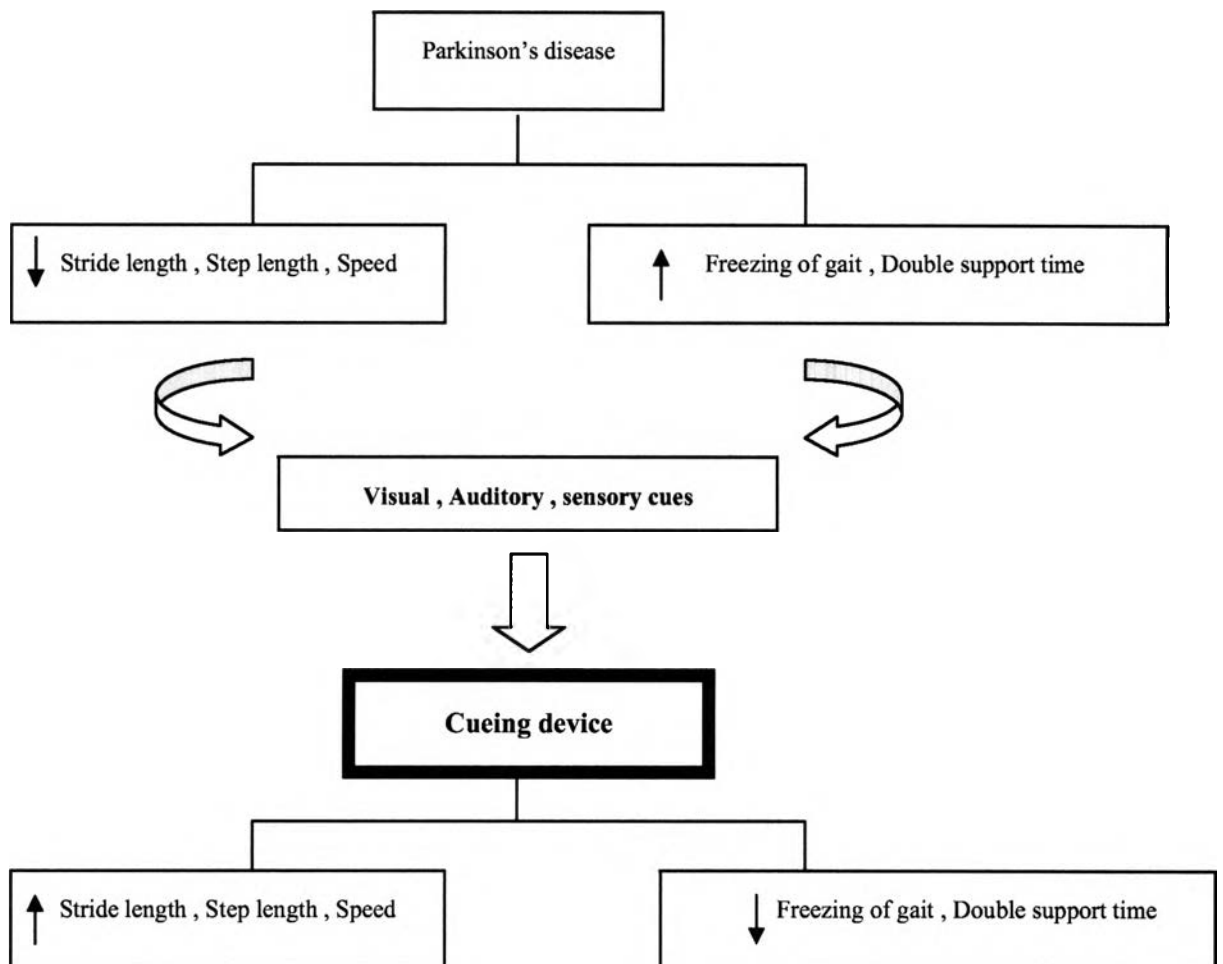 Parkinson’s disease
↓ Stride length , Step length , Speed
↑ Freezing of gait , Double support time
Visual , Auditory , sensory cues
Cueing device
↑ Stride length , Step length , Speed
↓ Freezing of gait , Double support time